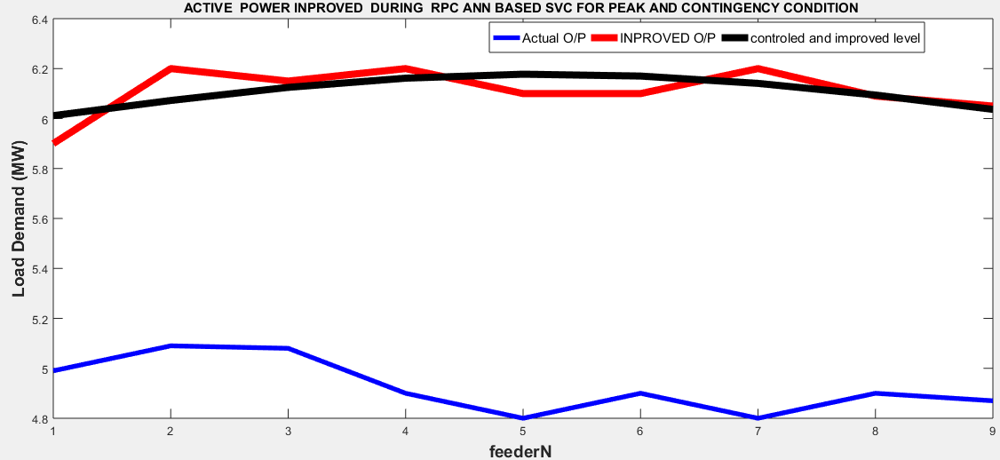 ACTIVE POWER INPROVED DURING RPC ANN BASED SVC FOR PEAK AND CONTINGENCY CONDITION
Actual O/P INPROVED O/P controled and improved level
Load Demand (MW)
6.4
6.2
6
5.8
5.6
5.4
5.2
5
4.8
1 2 3 4 5 6 7 8 9
feederN